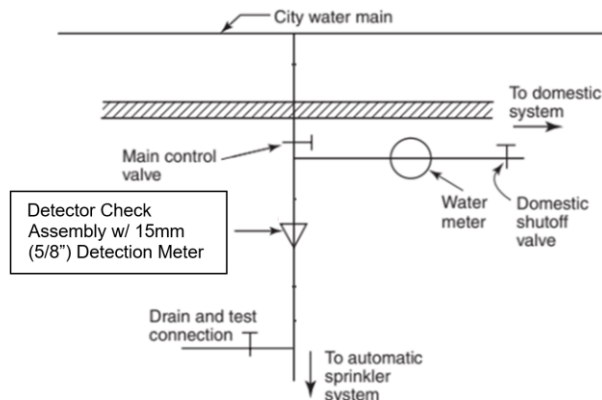 City water main
To domestic
system
Main control
valve
Water
meter
Domestic
shutoff
valve
Detector Check
Assembly w/ 15mm
(5/8”) Detection Meter
Drain and test
connection
To automatic
sprinkler
system